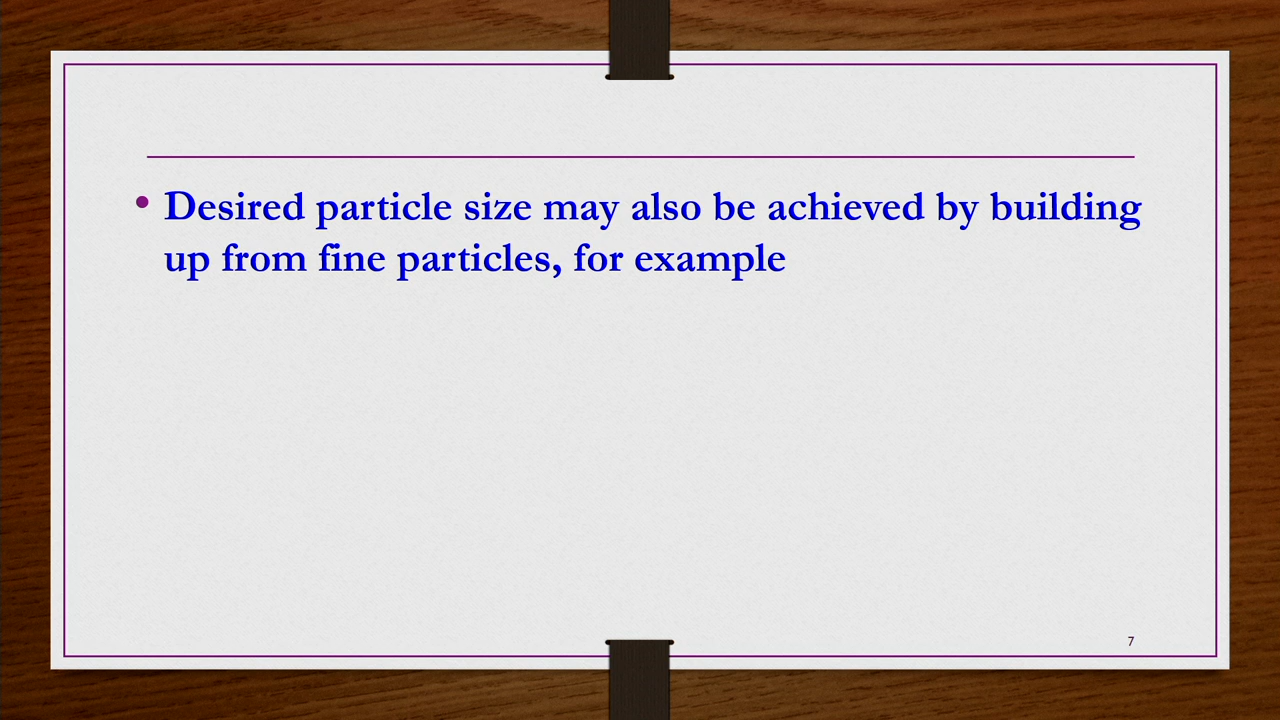 • Desired particle size may also be achieved by building
up from fine particles, for example
7